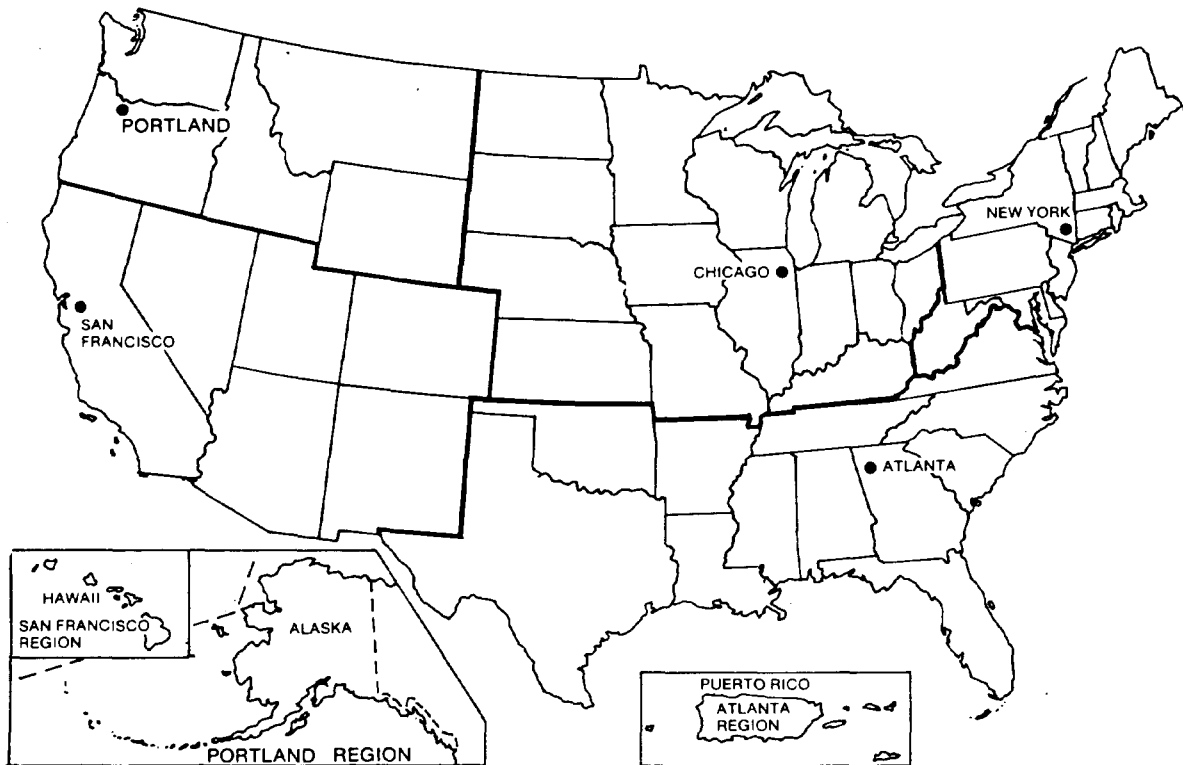 PORTLAND
NEW YORK
CHICAGO
SAN
FRANCISCO
ATLANTA
HAWAII
SAN FRANCISCO
REGION
ALASKA
PORTLAND REGION
PUERTO RICO
ATLANTA
REGION